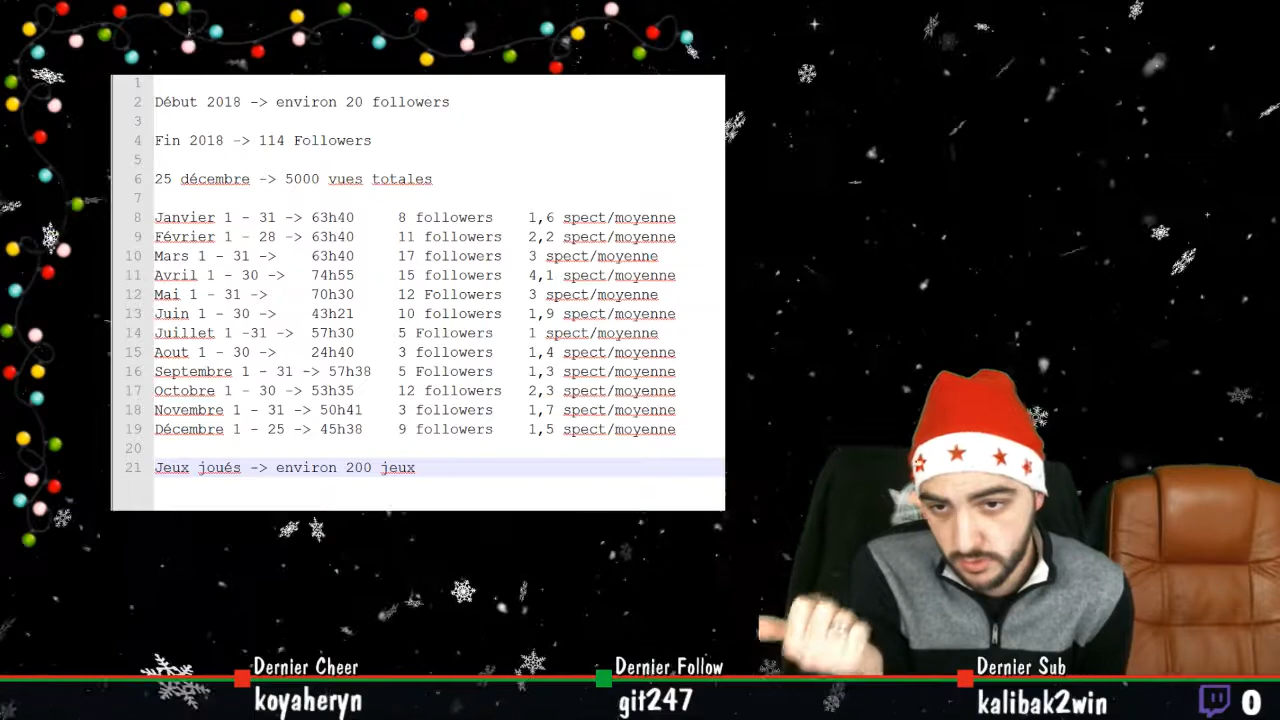 1
2 Début 2018 -> environ 20 followers
3
4 Fin 2018 -> 114 Followers
5
6 25 décembre -> 5000 vues totales
7
8 Janvier 1 - 31 -> 63h40 8 followers 1,6 spect/moyenne
9 Février 1 - 28 -> 63h40 11 followers 2,2 spect/moyenne
10 Mars 1 - 31 -> 63h40 17 followers 3 spect/moyenne
11 Avril 1 - 30 -> 74h55 15 followers 4,1 spect/moyenne
12 Mai 1 - 31 -> 70h30 12 Followers 3 spect/moyenne
13 Juin 1 - 30 -> 43h21 10 followers 1,9 spect/moyenne
14 Juillet 1 -31 -> 57h30 5 Followers 1 spect/moyenne
15 Aout 1 - 30 -> 24h40 3 followers 1,4 spect/moyenne
16 Septembre 1 - 31 -> 57h38 5 Followers 1,3 spect/moyenne
17 Octobre 1 - 30 -> 53h35 12 followers 2,3 spect/moyenne
18 Novembre 1 - 31 -> 50h41 3 followers 1,7 spect/moyenne
19 Décembre 1 - 25 -> 45h38 9 followers 1,5 spect/moyenne
20
21 Jeux joués -> environ 200 jeux
Dernier Cheer
koyaheryn
Dernier Follow
git247
Dernier Sub
kalibak2win
0